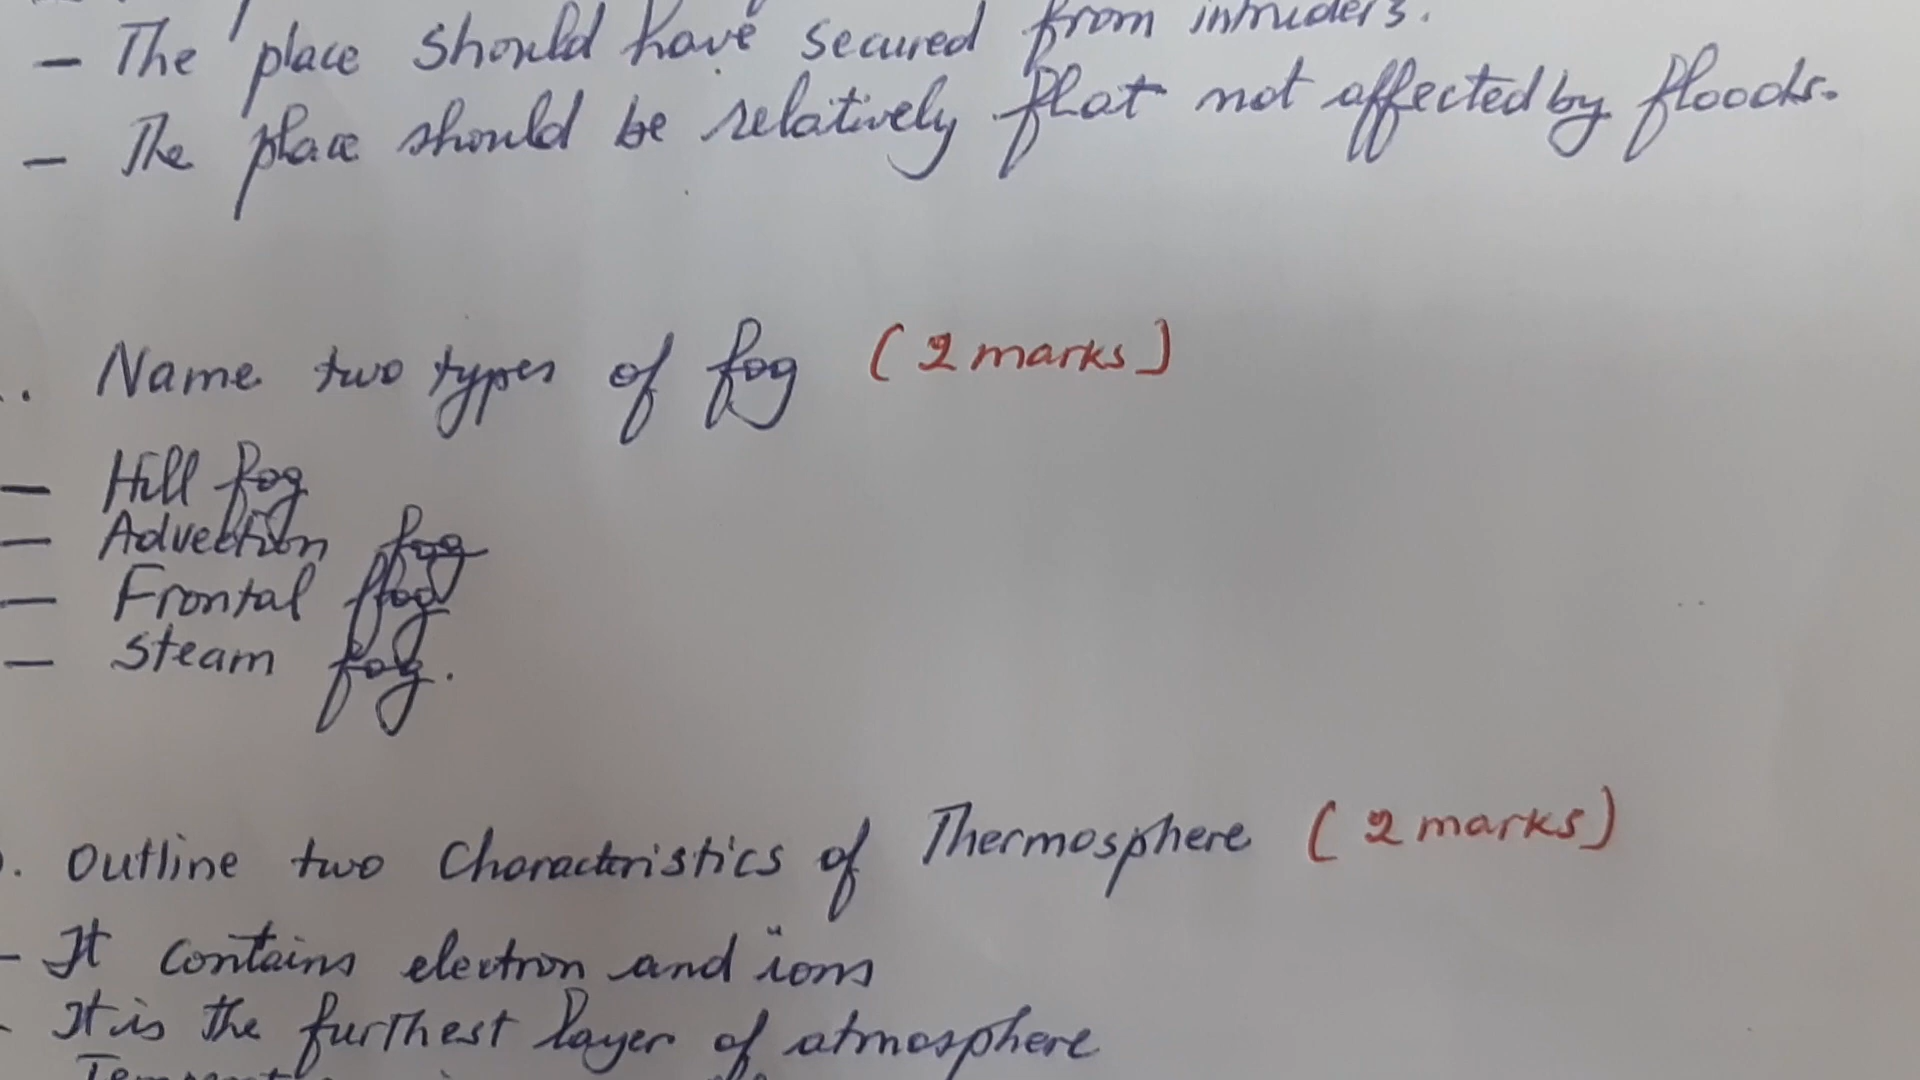 - The place should have secured from intruders.
- The place should be relatively flat not affected by floods.
. Name two types of fog (2 marks)
- Hill fog
- Advection fog
- Frontal fog
- Steam fog.
. Outline two Characteristics of Thermosphere (2 marks)
- It contains electron and ions
- It is the furthest layer of atmosphere